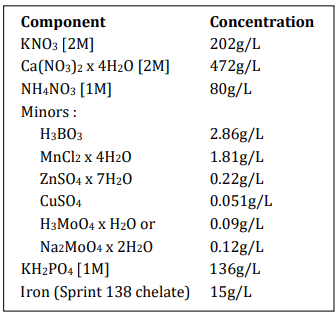 Component Concentration
KNO₃ [2M] 202g/L
Ca(NO₃)₂ x 4H₂O [2M] 472g/L
NH₄NO₃ [1M] 80g/L
Minors :
H₃BO₃ 2.86g/L
MnCl₂ x 4H₂O 1.81g/L
ZnSO₄ x 7H₂O 0.22g/L
CuSO₄ 0.051g/L
H₃MoO₄ x H₂O or 0.09g/L
Na₂MoO₄ x 2H₂O 0.12g/L
KH₂PO₄ [1M] 136g/L
Iron (Sprint 138 chelate) 15g/L